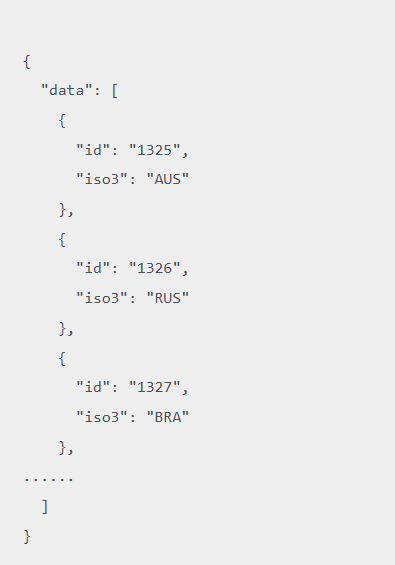 {
  "data": [
    {
      "id": "1325",
      "iso3": "AUS"
    },
    {
      "id": "1326",
      "iso3": "RUS"
    },
    {
      "id": "1327",
      "iso3": "BRA"
    },
......
  ]
}